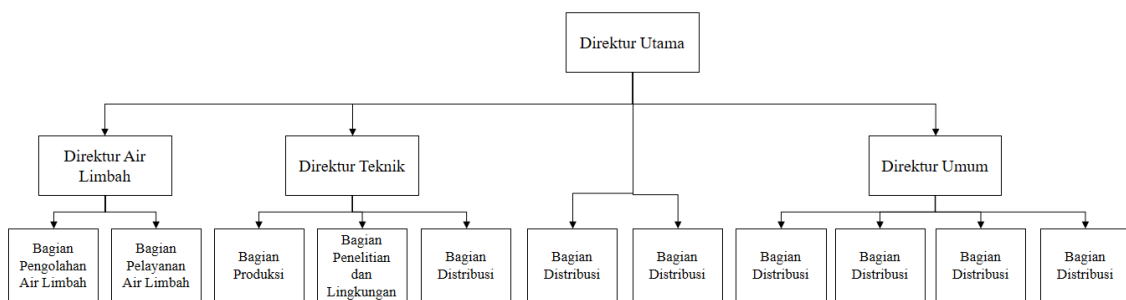 Direktur Utama
Direktur Air
Limbah
Direktur Teknik
Direktur Umum
Bagian
Pengolahan
Air Limbah
Bagian
Pelayanan
Air Limbah
Bagian
Produksi
Bagian
Penelitian
dan
Lingkungan
Bagian
Distribusi
Bagian
Distribusi
Bagian
Distribusi
Bagian
Distribusi
Bagian
Distribusi
Bagian
Distribusi
Bagian
Distribusi